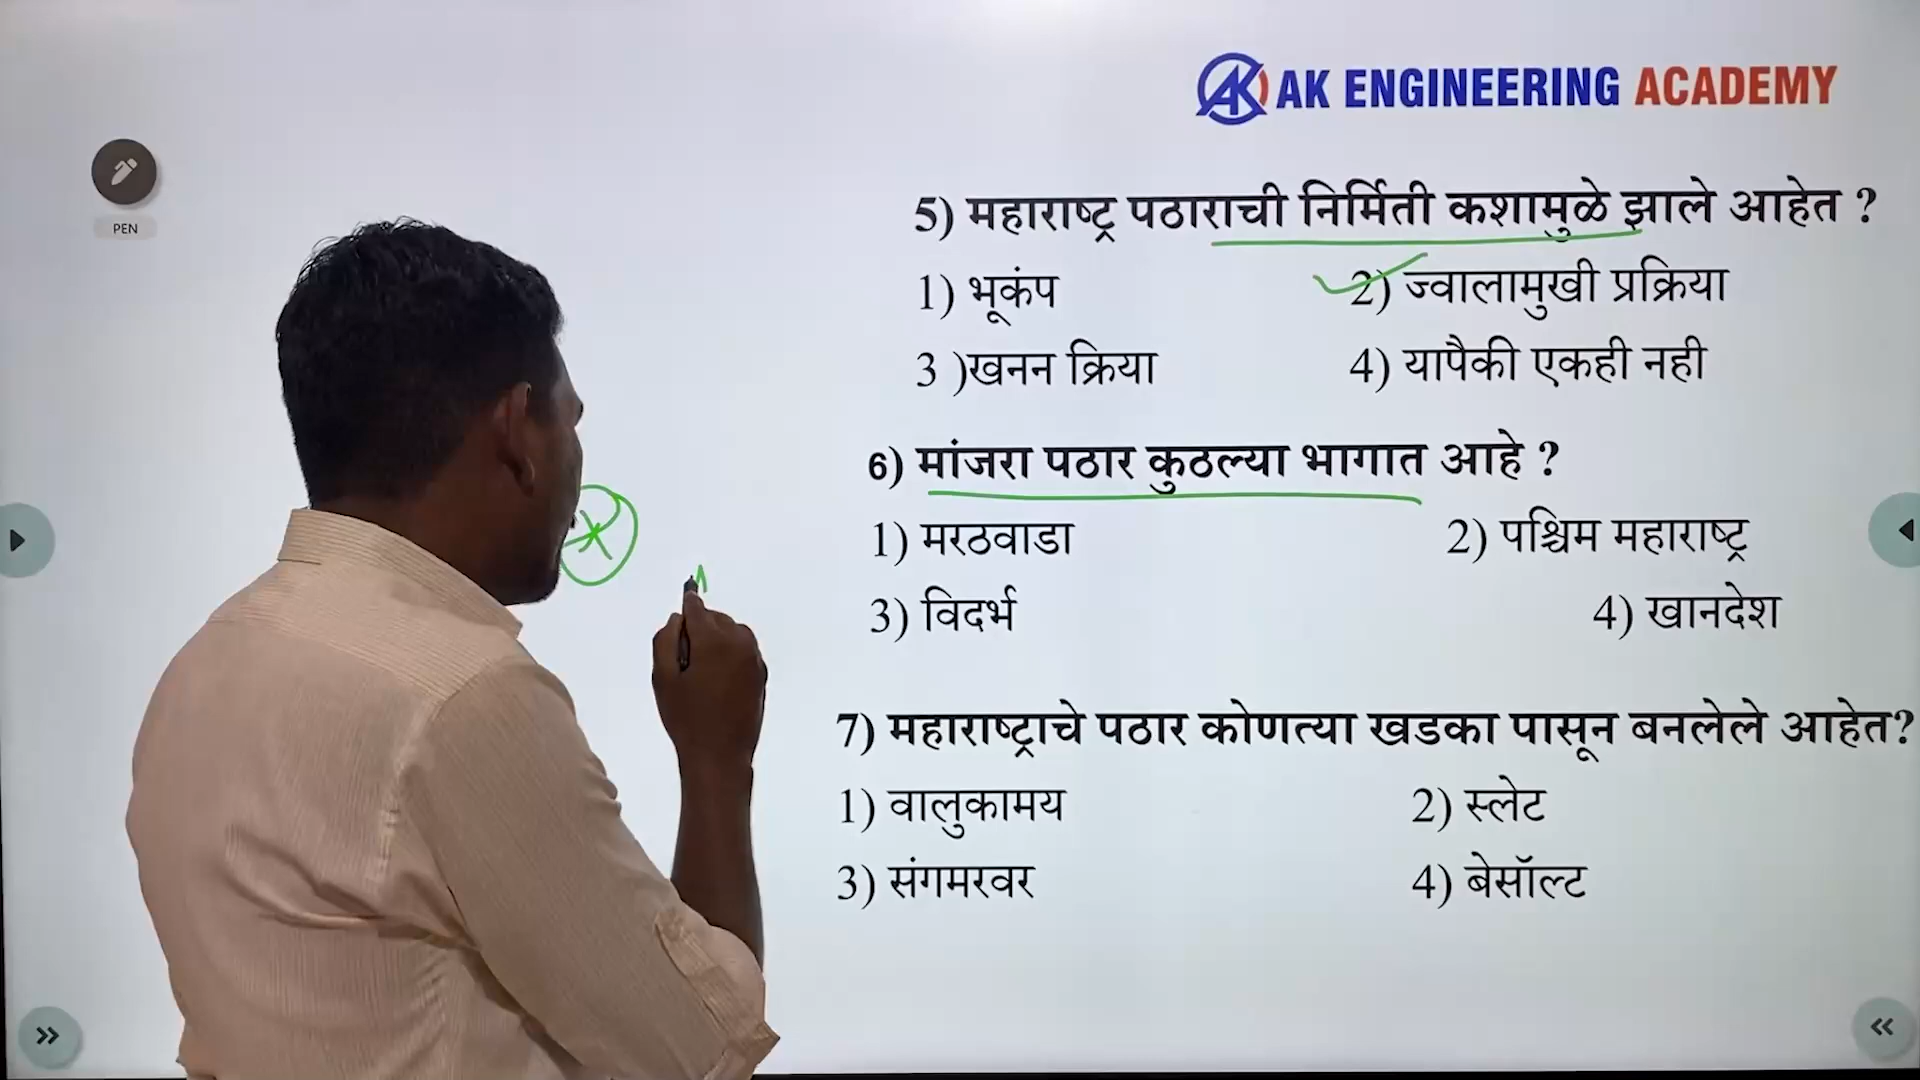 AK ENGINEERING ACADEMY
PEN
5) महाराष्ट्र पठाराची निर्मिती कशामुळे झाले आहेत ?
1) भूकंप 2) ज्वालामुखी प्रक्रिया
3 )खनन क्रिया 4) यापैकी एकही नही
6) मांजरा पठार कुठल्या भागात आहे ?
1) मरठवाडा 2) पश्चिम महाराष्ट्र
3) विदर्भ 4) खानदेश
7) महाराष्ट्राचे पठार कोणत्या खडका पासून बनलेले आहेत?
1) वालुकामय 2) स्लेट
3) संगमरवर 4) बेसॉल्ट